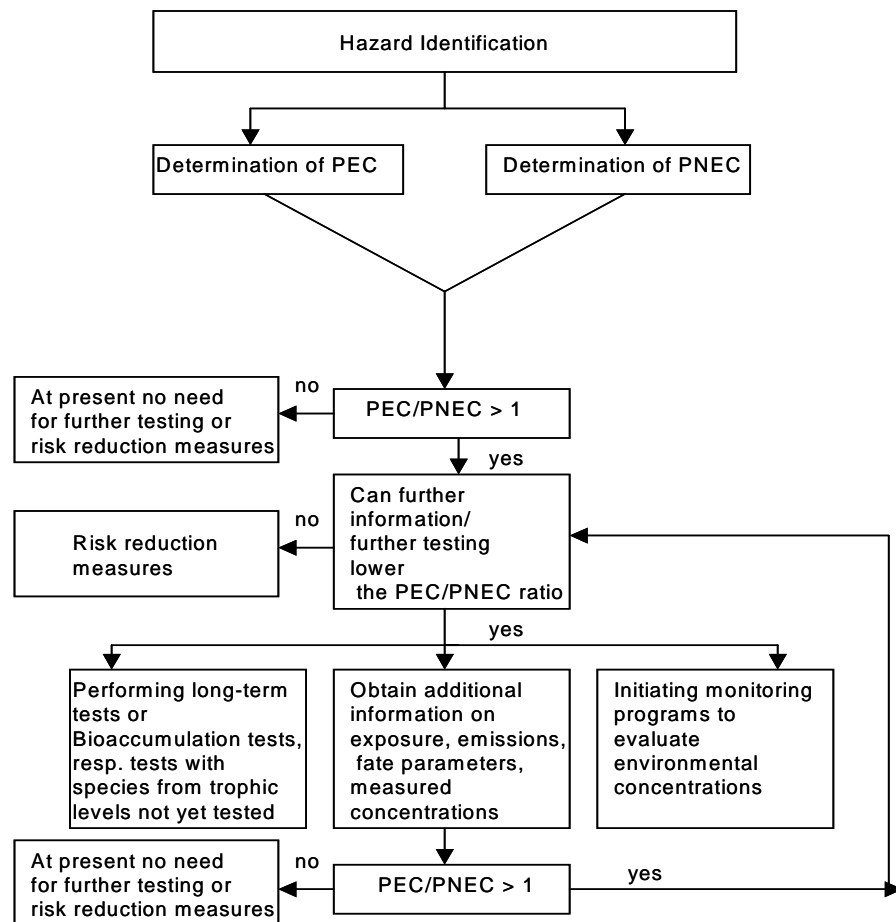 Hazard Identification
Determination of PEC
Determination of PNEC
At present no need
for further testing or
risk reduction measures
no
PEC/PNEC > 1
yes
Risk reduction
measures
no
Can further
information/
further testing
lower
the PEC/PNEC ratio
yes
Performing long-term
tests or
Bioaccumulation tests,
resp. tests with
species from trophic
levels not yet tested
Obtain additional
information on
exposure, emissions,
fate parameters,
measured
concentrations
Initiating monitoring
programs to
evaluate
environmental
concentrations
At present no need
for further testing or
risk reduction measures
no
PEC/PNEC > 1
yes